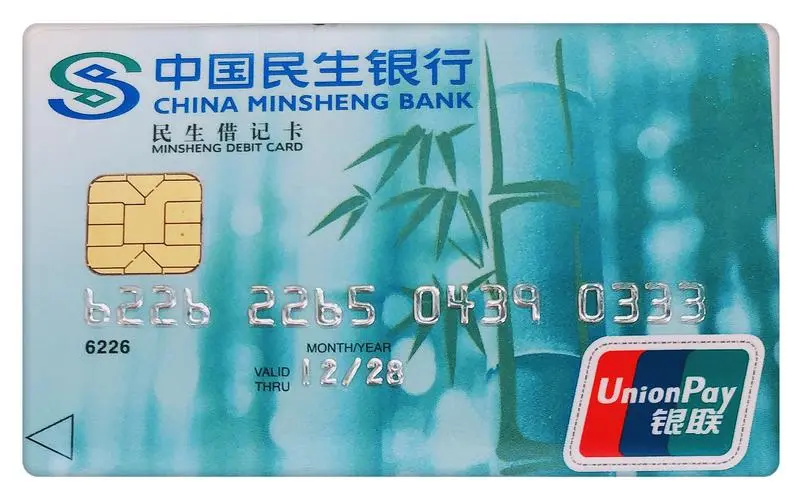 中国民生银行
CHINA MINSHENG BANK
民生借记卡
MINSHENG DEBIT CARD
6226 2265 0439 0333
6226
MONTH/YEAR
VALID
THRU 12/28
UnionPay
银联